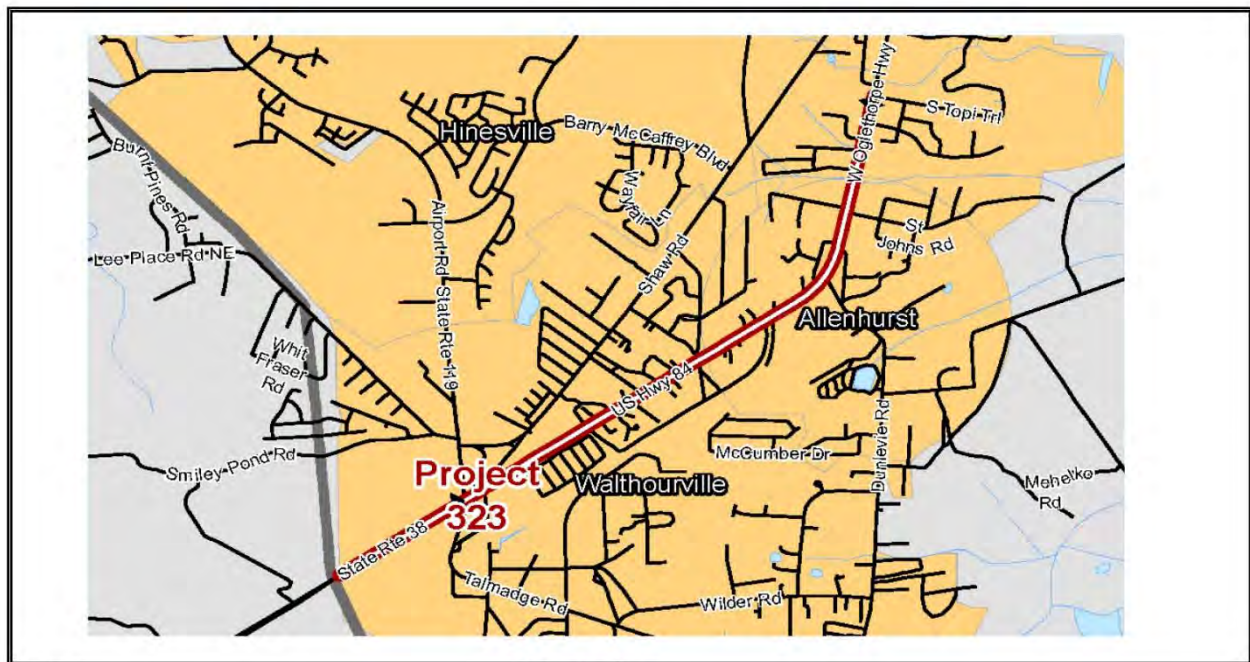 W Oglethorpe Hwy
S Topi Trl
Hinesville
Barry McCaffrey Blvd
Burnt Pines Rd
Wayfair Ln
St
Johns Rd
Lee Place Rd NE
Airport Rd
Shaw Rd
State Rte 119
Allenhurst
Whit
Fraser
Rd
US Hwy 84
Dunlevie Rd
McCumber Dr
Smiley Pond Rd
Project
323
Walthourville
Rd
State Rte 38
Talmadge Rd
Wilder Rd